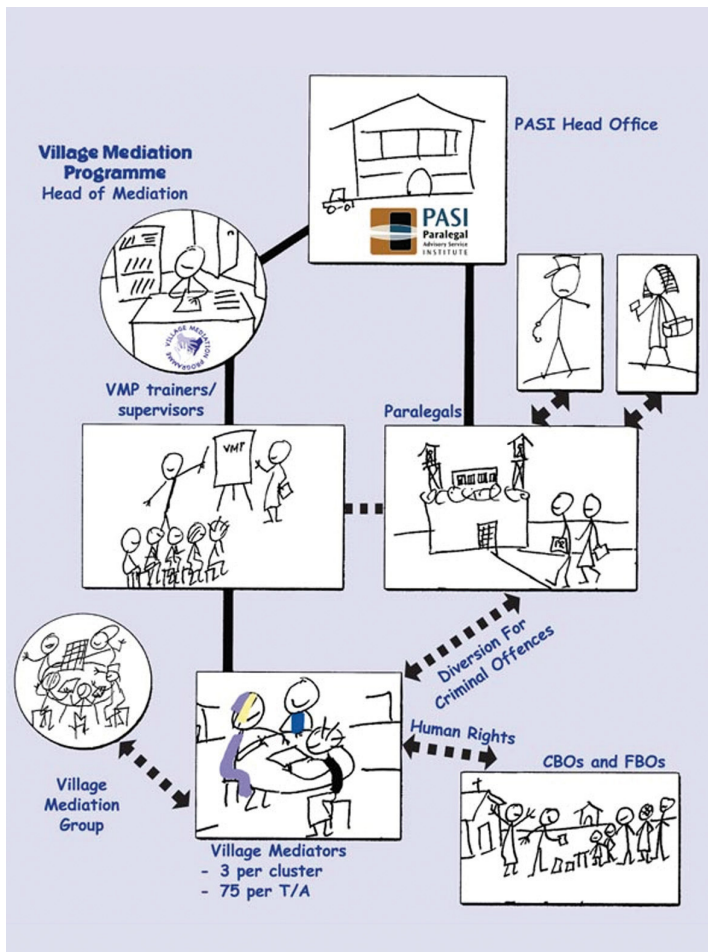 PASI Head Office
Village Mediation
Programme
Head of Mediation
PASI
Paralegal
Advisory Service
INSTITUTE
VILLAGE MEDIATION PROGRAMME
VMP trainers/
supervisors
Paralegals
VMP
Diversion For
Criminal Offences
Human Rights
CBOs and FBOs
Village
Mediation
Group
Village Mediators
- 3 per cluster
- 75 per T/A